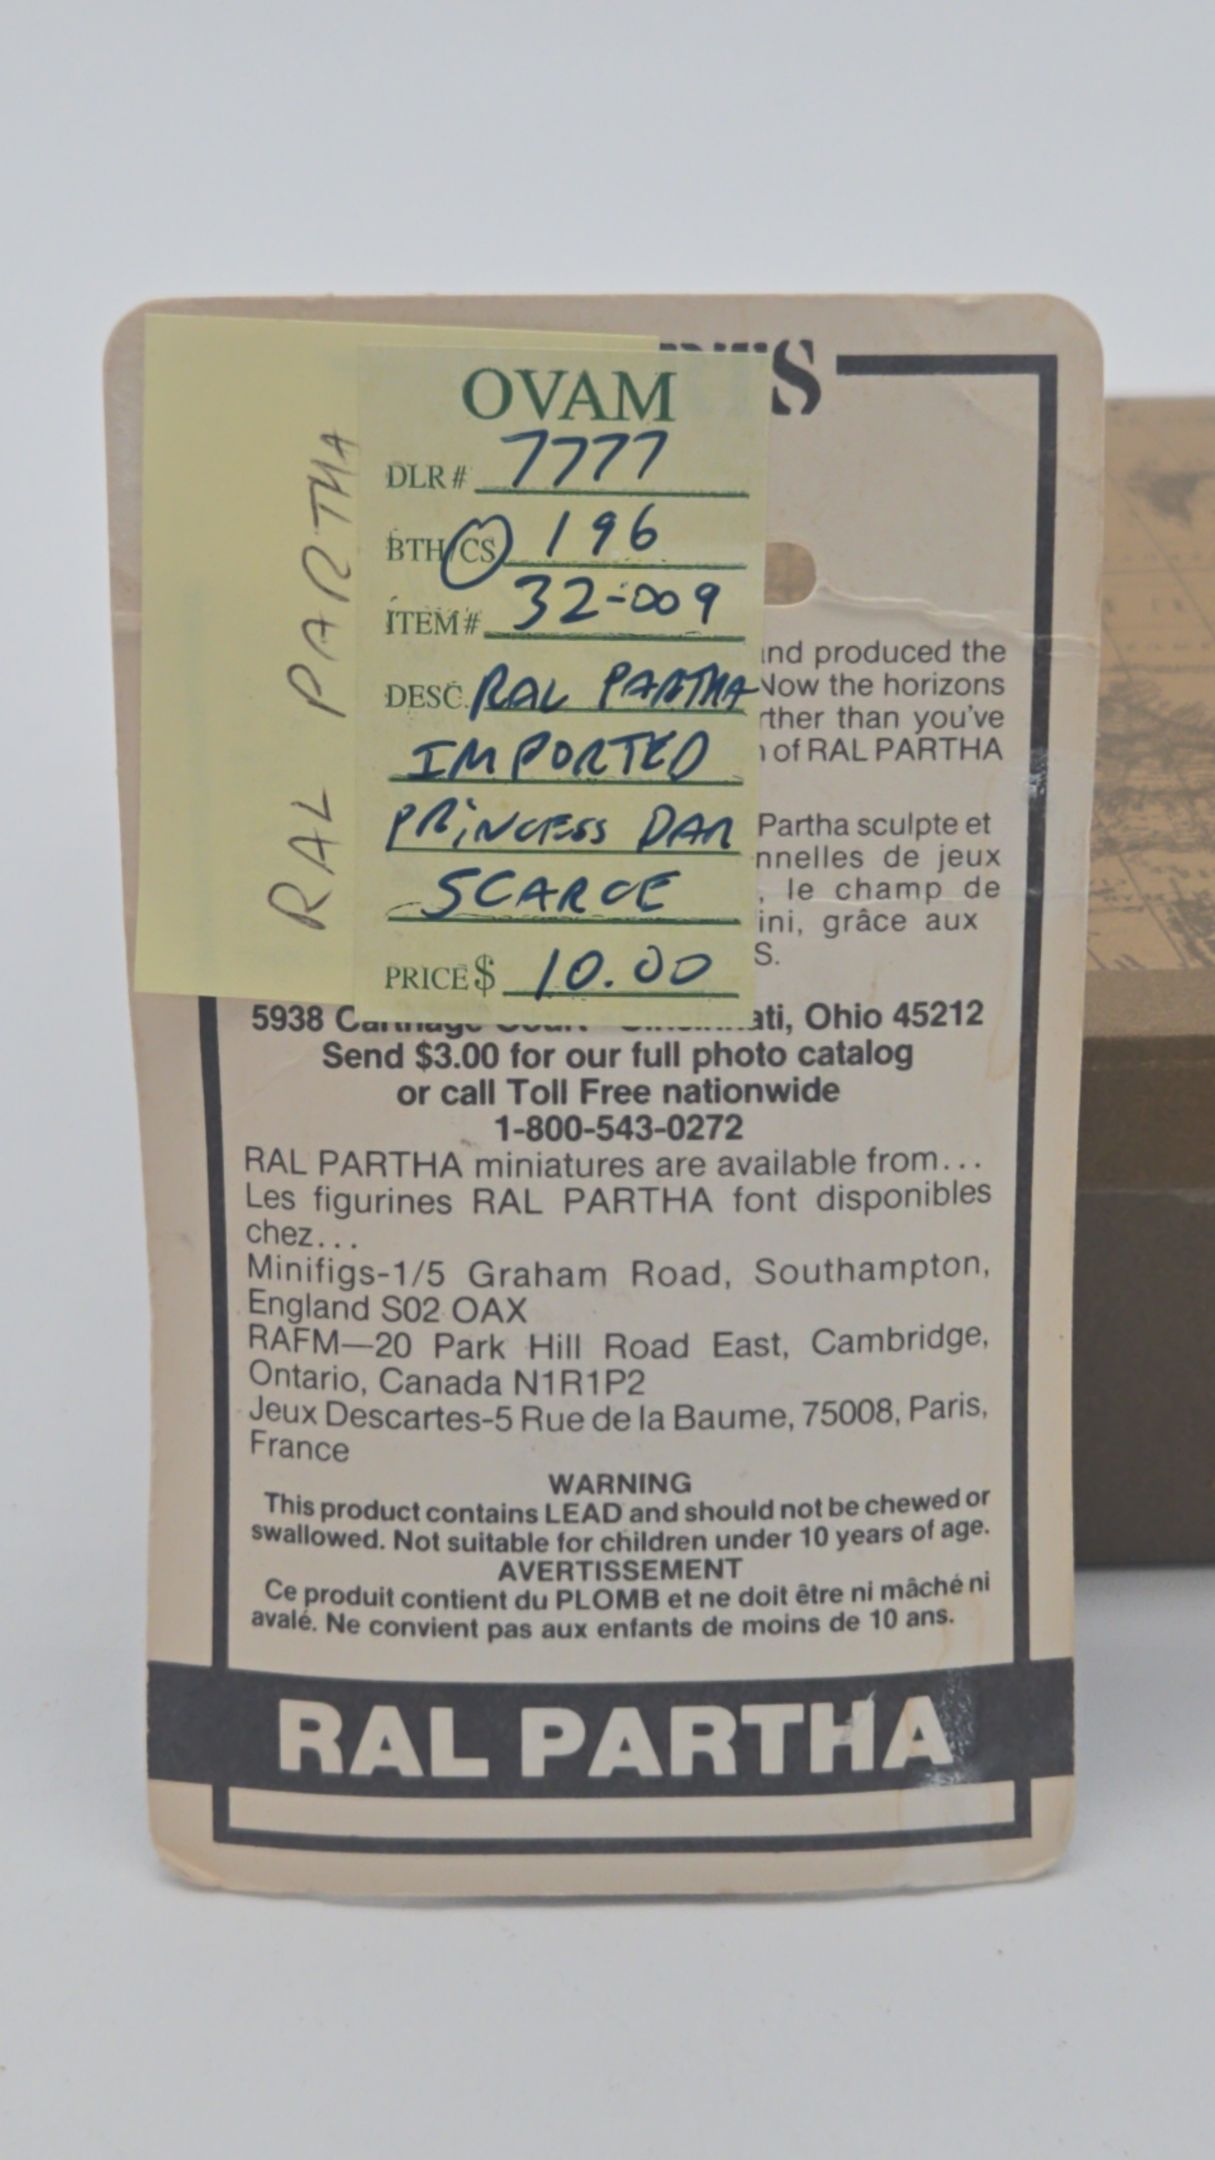 OVAM
DLR # 7777
BTH/CS 196
ITEM # 32-009
DESC. RAL PARTHA
IMPORTED
PRINCESS DAR
SCARCE
PRICE $ 10.00
RAL PARTHA
and produced the
Now the horizons
than you've
of RAL PARTHA
Partha sculpte et
de jeux
, le champ de
grâce aux
5938 Carthage Court Cincinnati, Ohio 45212
Send $3.00 for our full photo catalog
or call Toll Free nationwide
1-800-543-0272
RAL PARTHA miniatures are available from...
Les figurines RAL PARTHA font disponibles
chez...
Minifigs-1/5 Graham Road, Southampton,
England S02 OAX
RAFM—20 Park Hill Road East, Cambridge,
Ontario, Canada N1R1P2
Jeux Descartes-5 Rue de la Baume, 75008, Paris,
France
WARNING
This product contains LEAD and should not be chewed or
swallowed. Not suitable for children under 10 years of age.
AVERTISSEMENT
Ce produit contient du PLOMB et ne doit être ni mâché ni
avalé. Ne convient pas aux enfants de moins de 10 ans.
RAL PARTHA